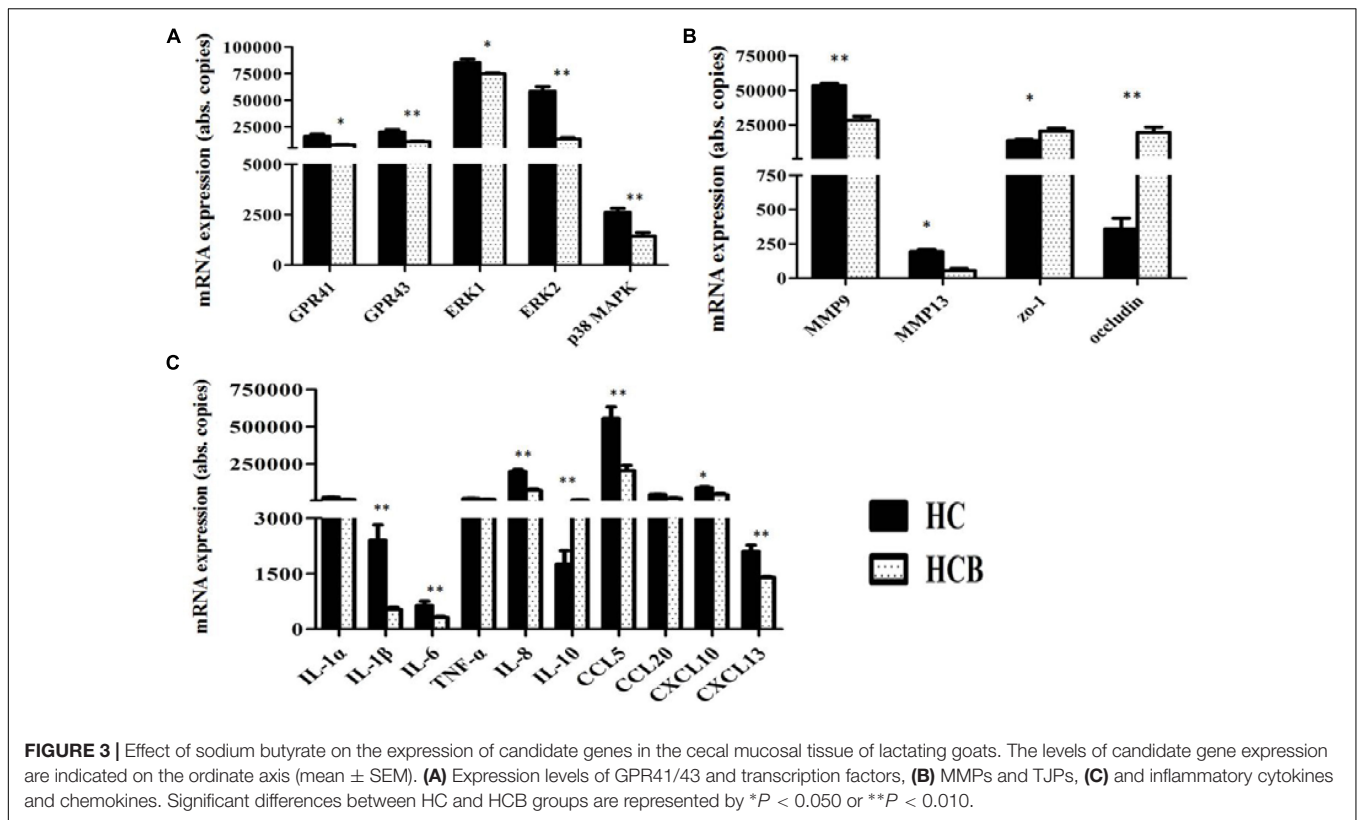 A
mRNA expression (abs. copies)
100000
75000
50000
25000
5000
2500
0
*
**
*
**
**
GPR41
GPR43
ERK1
ERK2
p38 MAPK
B
mRNA expression (abs. copies)
75000
50000
25000
750
500
250
0
**
*
*
**
MMP9
MMP13
zo-1
occludin
C
mRNA expression (abs. copies)
750000
500000
250000
3000
1500
0
**
**
**
**
**
*
**
IL-1α
IL-1β
IL-6
TNF-α
IL-8
IL-10
CCL5
CCL20
CXCL10
CXCL13
HC
HCB
FIGURE 3 | Effect of sodium butyrate on the expression of candidate genes in the cecal mucosal tissue of lactating goats. The levels of candidate gene expression
are indicated on the ordinate axis (mean ± SEM). (A) Expression levels of GPR41/43 and transcription factors, (B) MMPs and TJPs, (C) and inflammatory cytokines
and chemokines. Significant differences between HC and HCB groups are represented by *P < 0.050 or **P < 0.010.